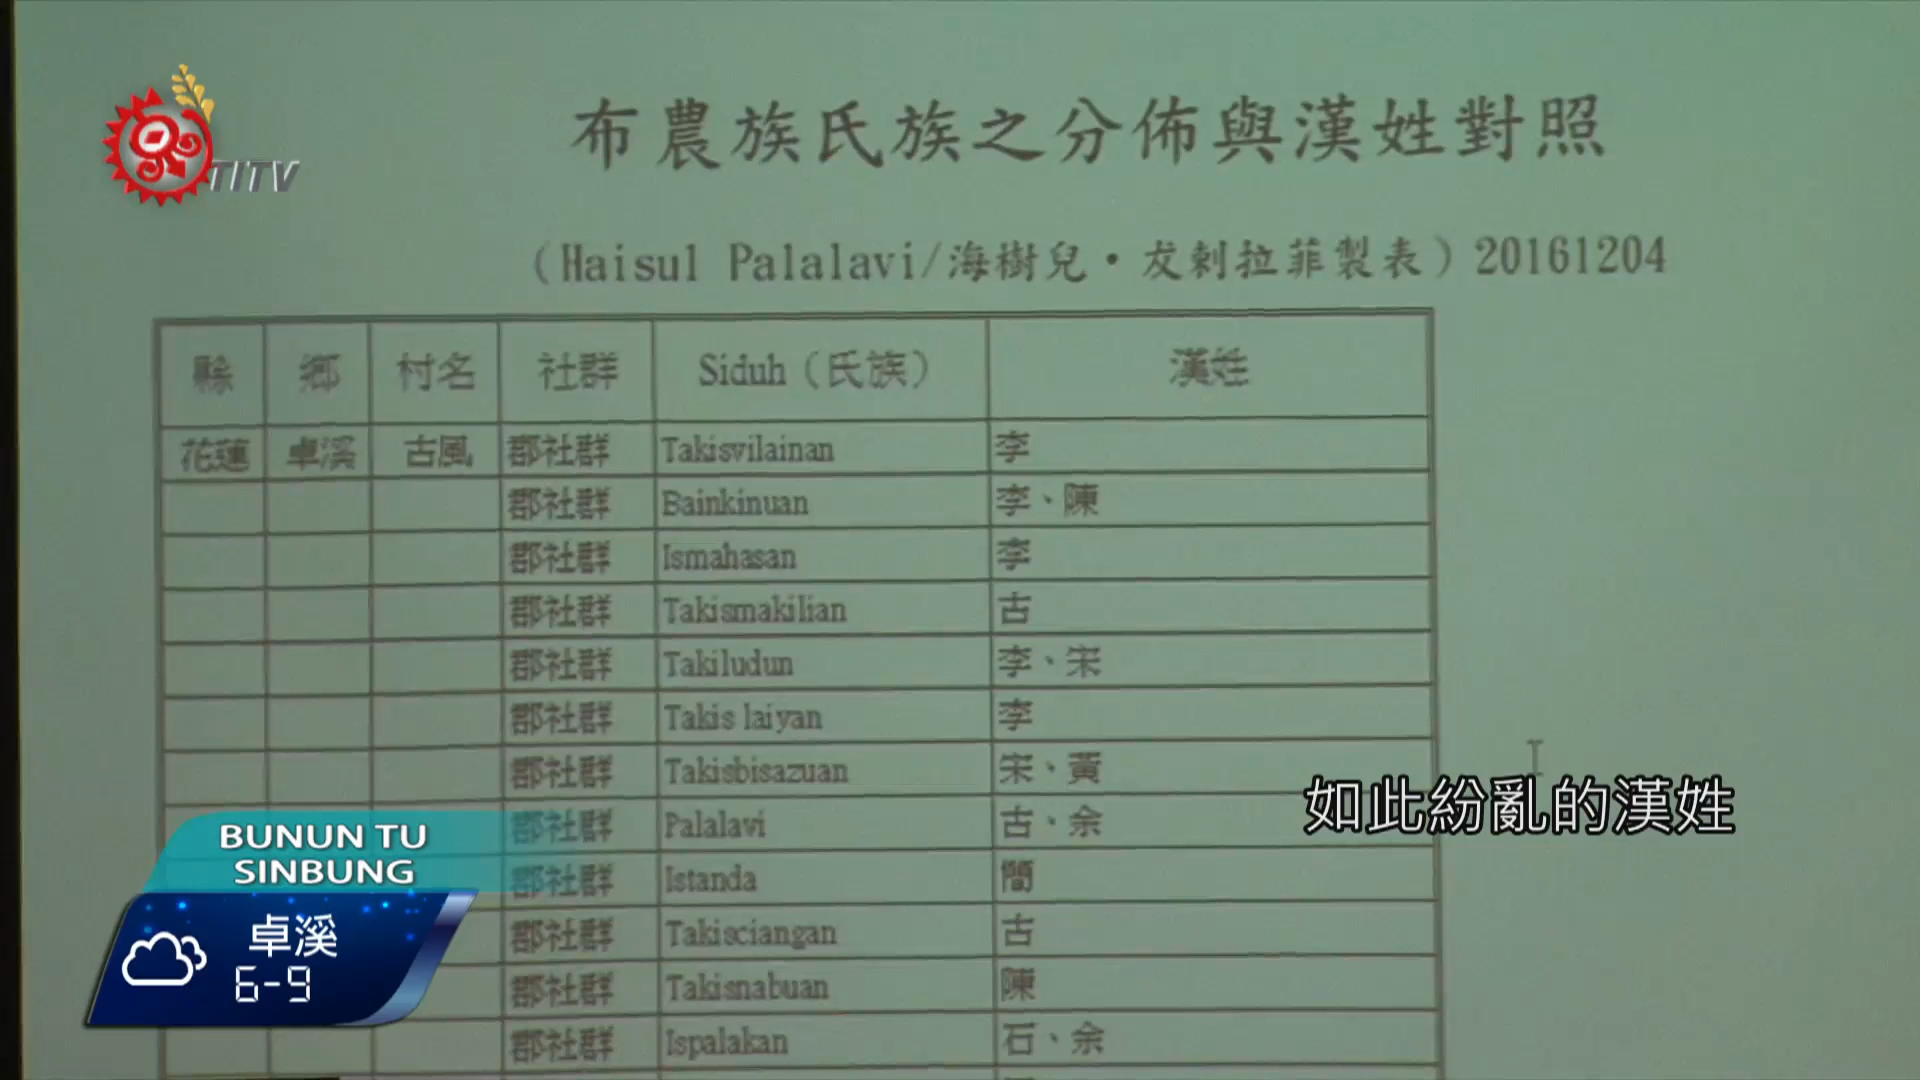 TITV
布農族氏族之分佈與漢姓對照
（Haisul Palalavi/海樹兒·犮剌拉菲製表）20161204
縣 鄉 村名 社群 Siduh（氏族） 漢姓
花蓮 卓溪 古風 郡社群 Takisvilainan 李
郡社群 Bainkinuan 李、陳
郡社群 Ismahasan 李
郡社群 Takismakilian 古
郡社群 Takiludun 李、宋
郡社群 Takis laiyan 李
郡社群 Takisbisazuan 宋、黃
郡社群 Palalavi 古、余
郡社群 Istanda 簡
郡社群 Takisciangan 古
郡社群 Takisnabuan 陳
郡社群 Ispalakan 石、余
如此紛亂的漢姓
BUNUN TU
SINBUNG
卓溪
6-9